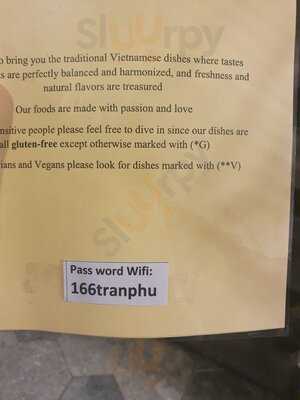 Sluurpy
o bring you the traditional Vietnamese dishes where tastes
s are perfectly balanced and harmonized, and freshness and
natural flavors are treasured
Our foods are made with passion and love
nsitive people please feel free to dive in since our dishes are
all gluten-free except otherwise marked with (*G)
ians and Vegans please look for dishes marked with (**V)
Sluurpy
Pass word Wifi:
166tranphu